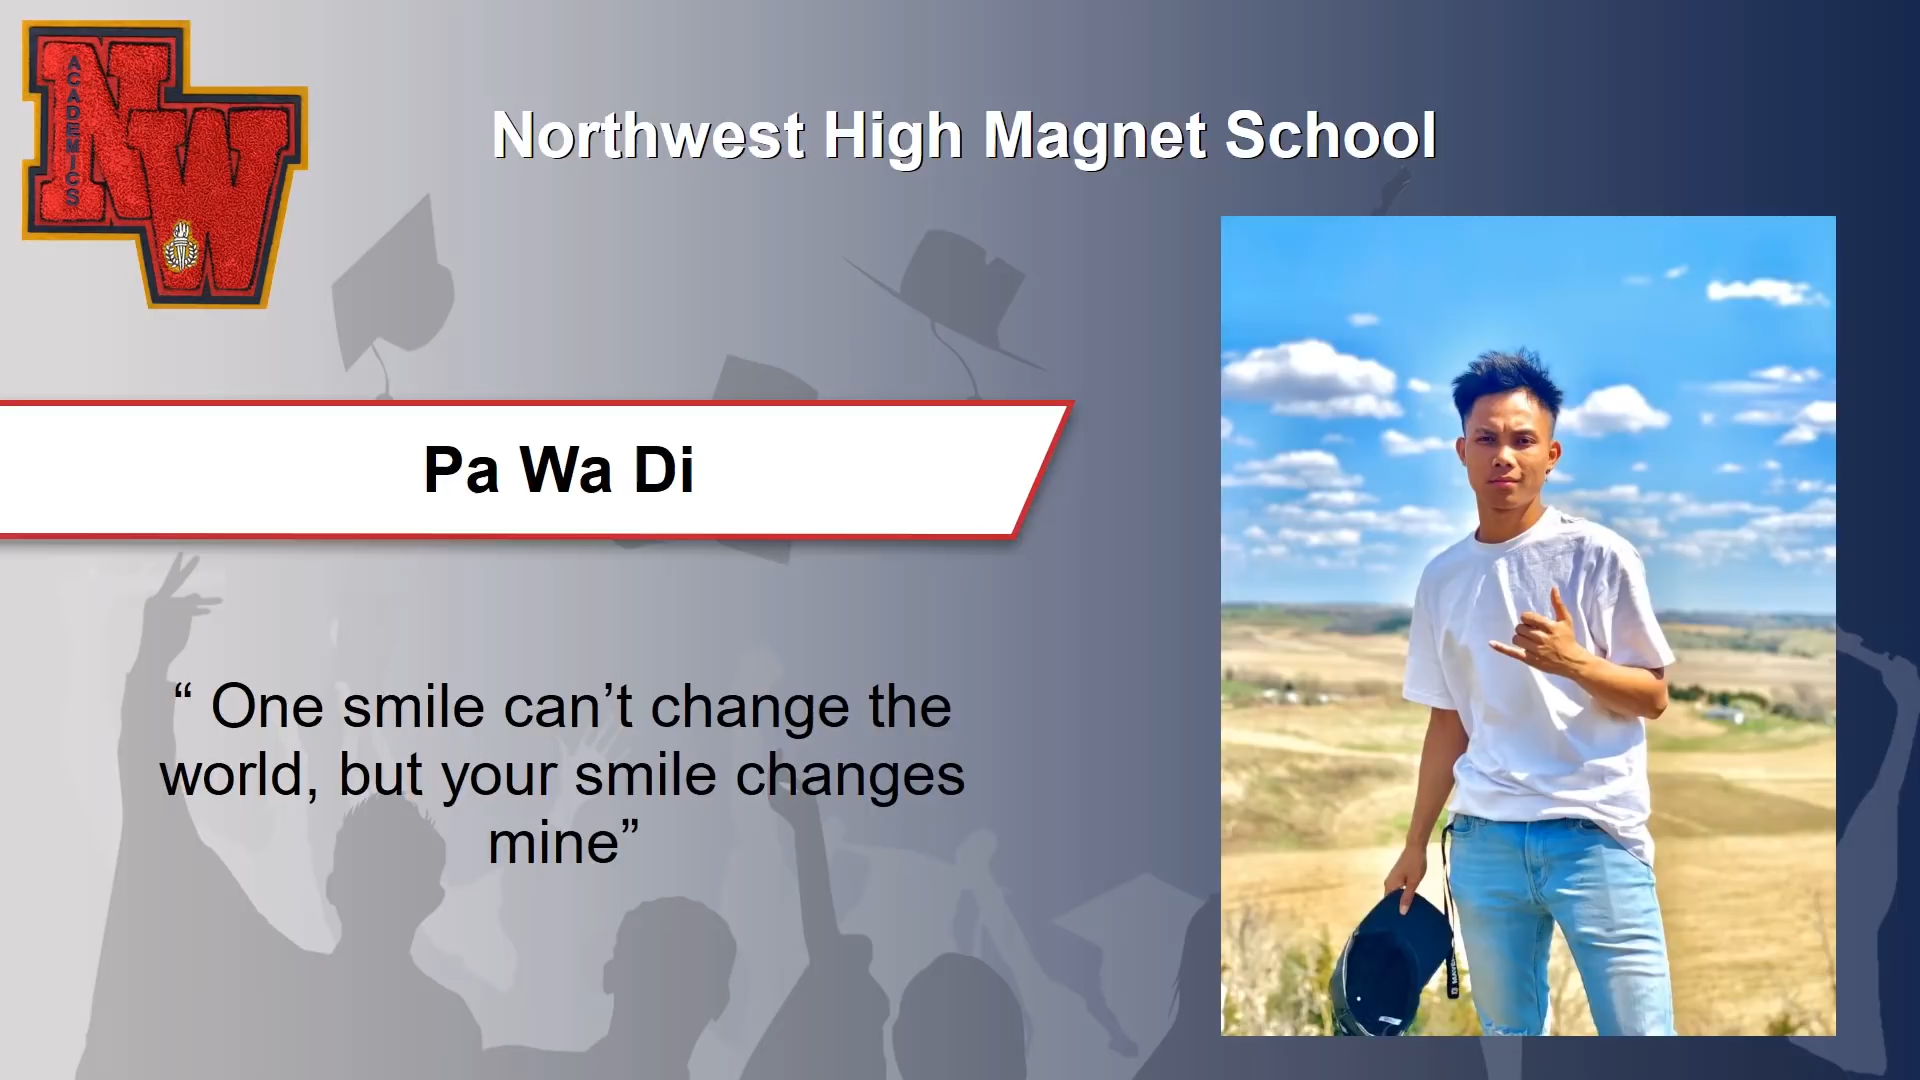 ACADEMICS
NW
Northwest High Magnet School
Pa Wa Di
“ One smile can’t change the
world, but your smile changes
mine”